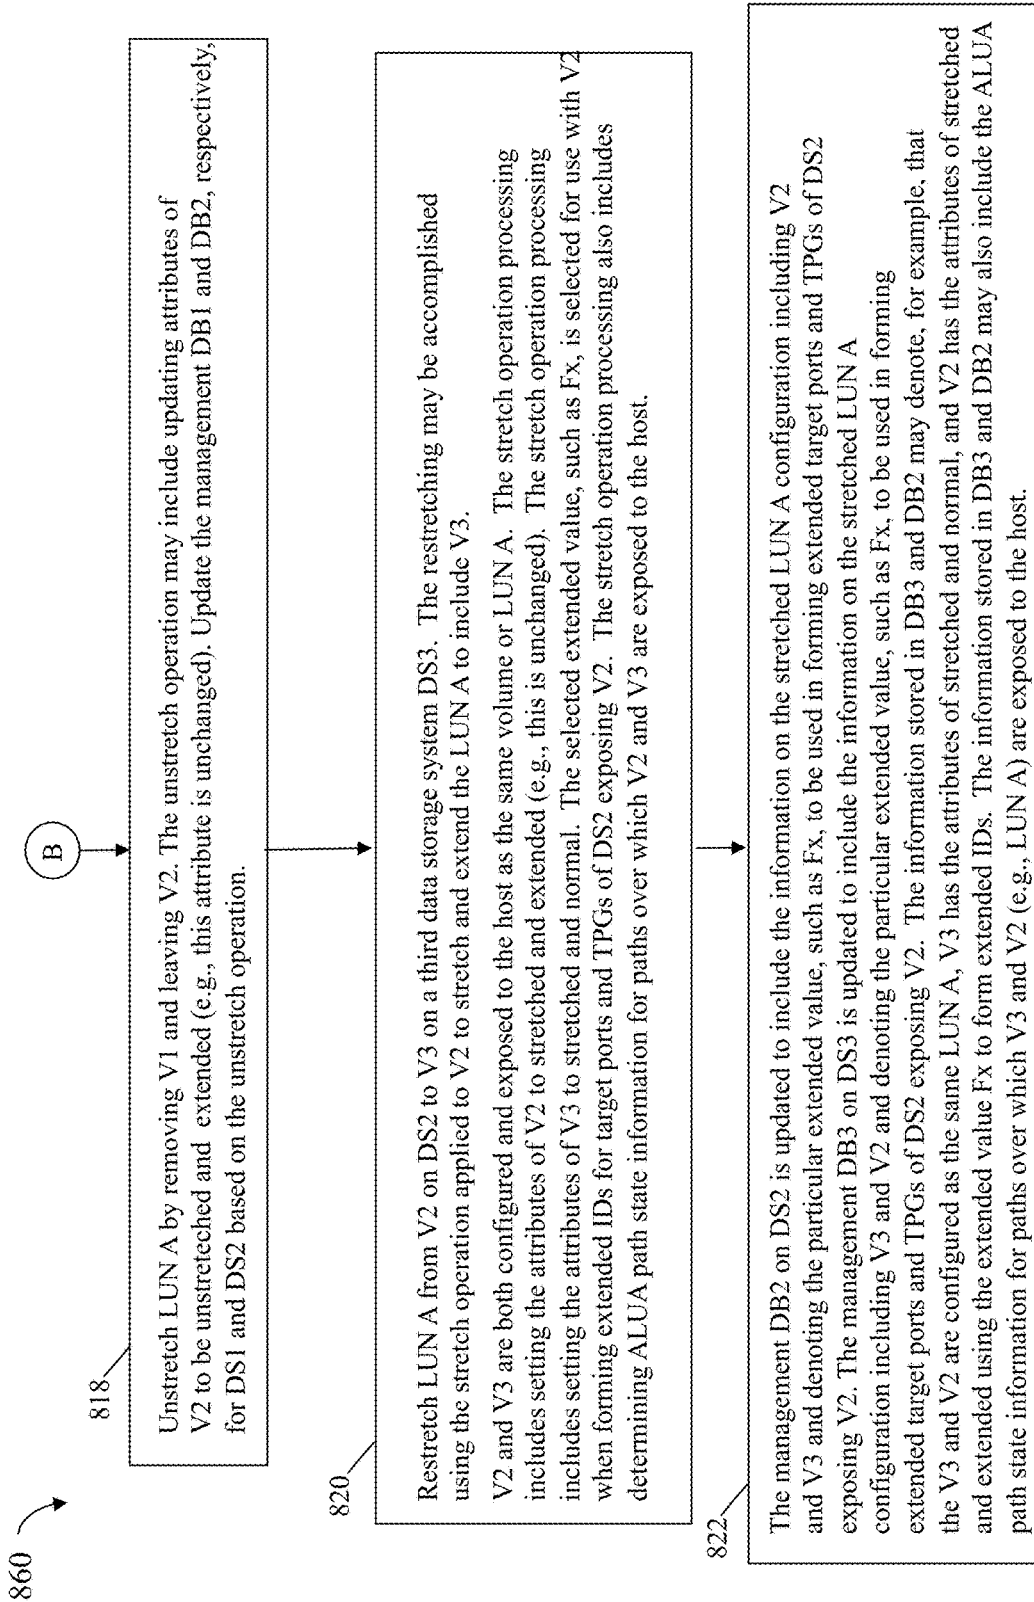 860
B
818
Unstretch LUN A by removing V1 and leaving V2. The unstretch operation may include updating attributes of
V2 to be unstreteched and extended (e.g., this attribute is unchanged). Update the management DB1 and DB2, respectively,
for DS1 and DS2 based on the unstretch operation.
820
Restretch LUN A from V2 on DS2 to V3 on a third data storage system DS3. The restretching may be accomplished
using the stretch operation applied to V2 to stretch and extend the LUN A to include V3.
V2 and V3 are both configured and exposed to the host as the same volume or LUN A. The stretch operation processing
includes setting the attributes of V2 to stretched and extended (e.g., this is unchanged). The stretch operation processing
includes seting the attributes of V3 to stretched and normal. The selected extended value, such as Fx, is selected for use with V2
when forming extended IDs for target ports and TPGs of DS2 exposing V2. The stretch operation processing also includes
determining ALUA path state information for paths over which V2 and V3 are exposed to the host.
822
The management DB2 on DS2 is updated to include the information on the stretched LUN A configuration including V2
and V3 and denoting the particular extended value, such as Fx, to be used in forming extended target ports and TPGs of DS2
exposing V2. The management DB3 on DS3 is updated to include the information on the stretched LUN A
configuration including V3 and V2 and denoting the particular extended value, such as Fx, to be used in forming
extended target ports and TPGs of DS2 exposing V2. The information stored in DB3 and DB2 may denote, for example, that
the V3 and V2 are configured as the same LUN A, V3 has the attributes of stretched and normal, and V2 has the attributes of stretched
and extended using the extended value Fx to form extended IDs. The information stored in DB3 and DB2 may also include the ALUA
path state information for paths over which V3 and V2 (e.g., LUN A) are exposed to the host.